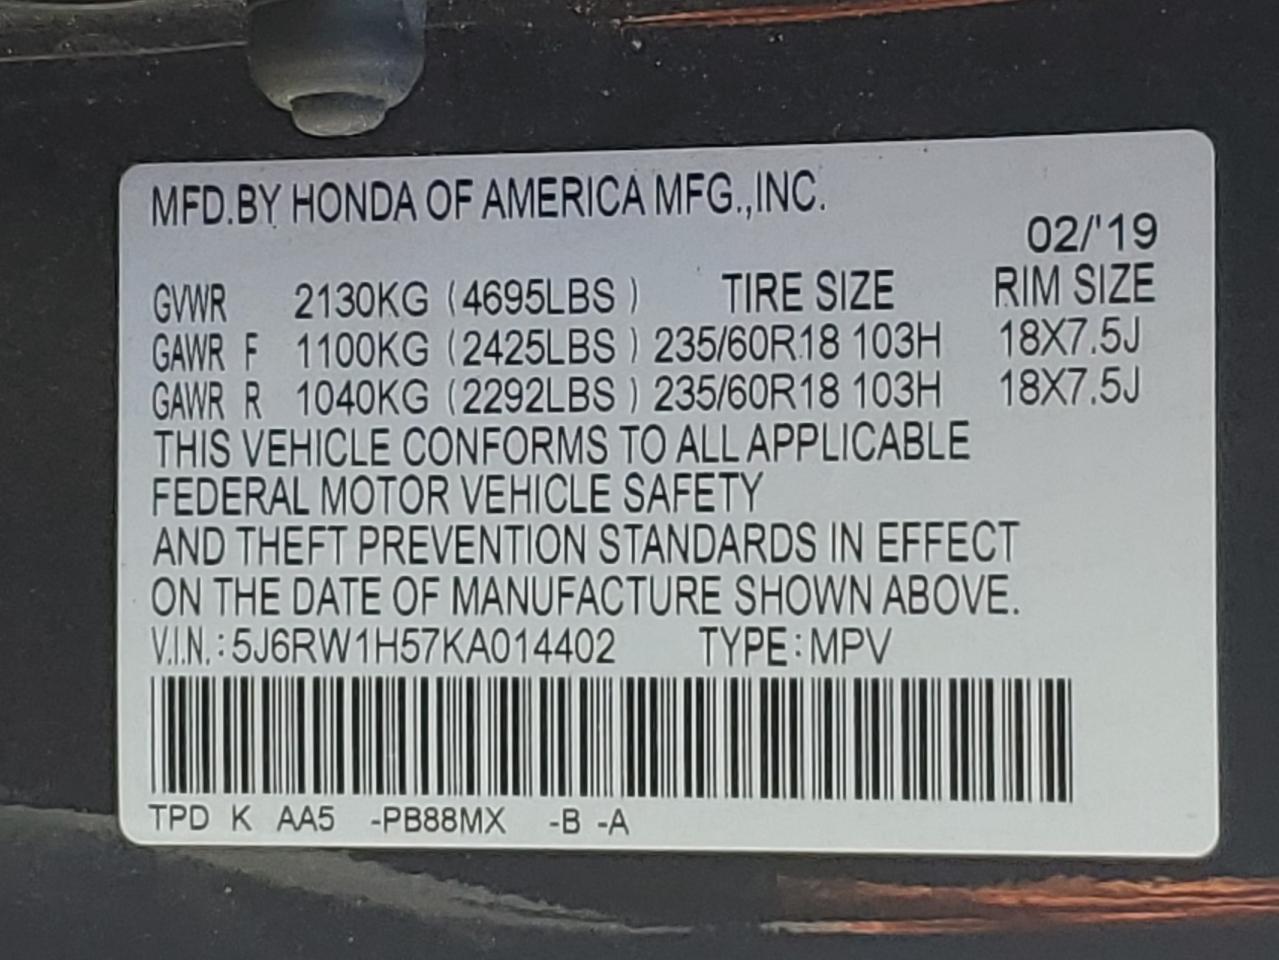 MFD.BY HONDA OF AMERICA MFG.,INC.
02/'19
GVWR 2130KG (4695LBS ) TIRE SIZE RIM SIZE
GAWR F 1100KG (2425LBS ) 235/60R18 103H 18X7.5J
GAWR R 1040KG (2292LBS ) 235/60R18 103H 18X7.5J
THIS VEHICLE CONFORMS TO ALL APPLICABLE
FEDERAL MOTOR VEHICLE SAFETY
AND THEFT PREVENTION STANDARDS IN EFFECT
ON THE DATE OF MANUFACTURE SHOWN ABOVE.
V.I.N.:5J6RW1H57KA014402 TYPE:MPV
TPD K AA5 -PB88MX -B -A